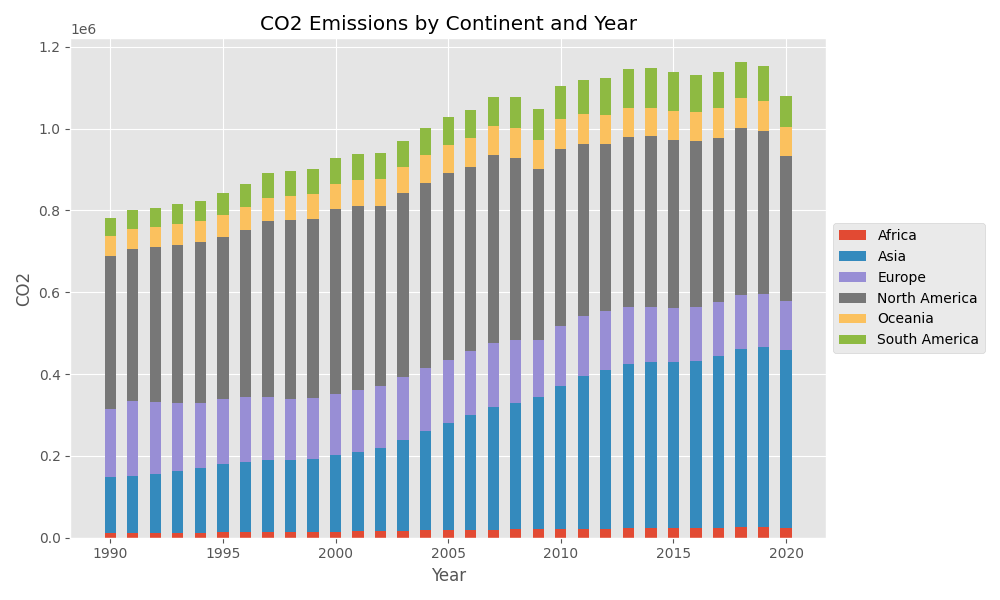 CO2 Emissions by Continent and Year
1e6
1.2
1.0
0.8
0.6
0.4
0.2
0.0
CO2
1990 1995 2000 2005 2010 2015 2020
Year
Africa
Asia
Europe
North America
Oceania
South America